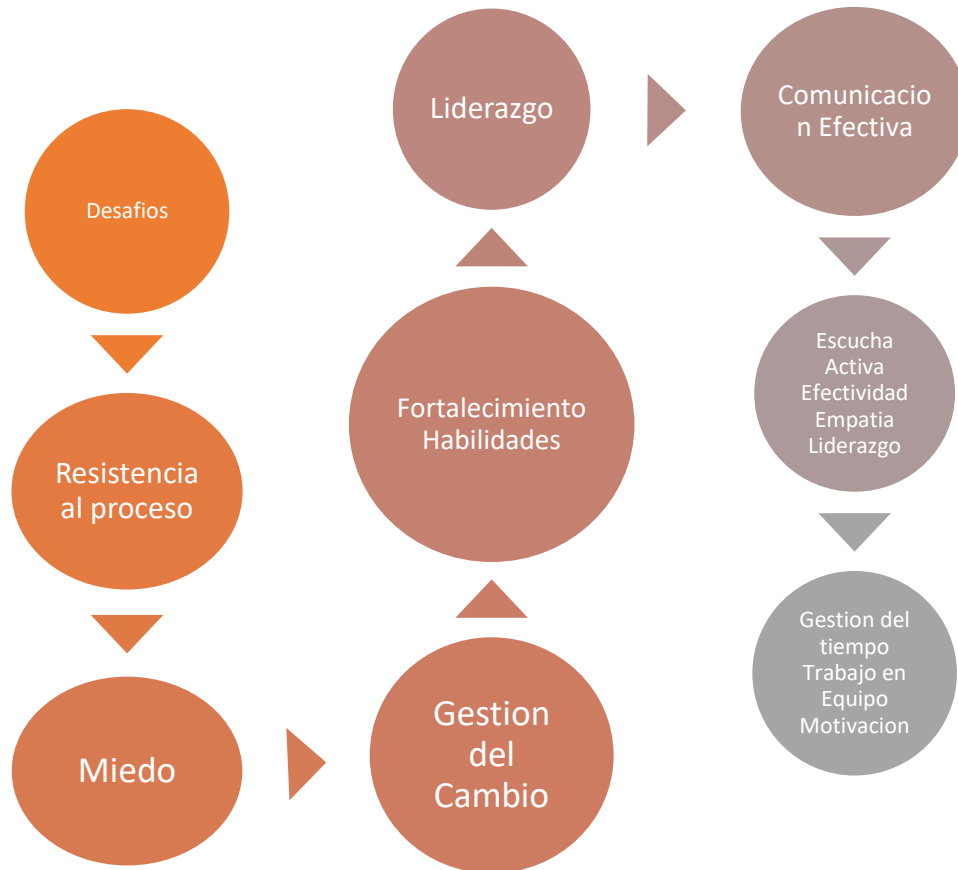 Desafios
Resistencia
al proceso
Miedo
Gestion
del
Cambio
Fortalecimiento
Habilidades
Liderazgo
Comunicacio
n Efectiva
Escucha
Activa
Efectividad
Empatia
Liderazgo
Gestion del
tiempo
Trabajo en
Equipo
Motivacion